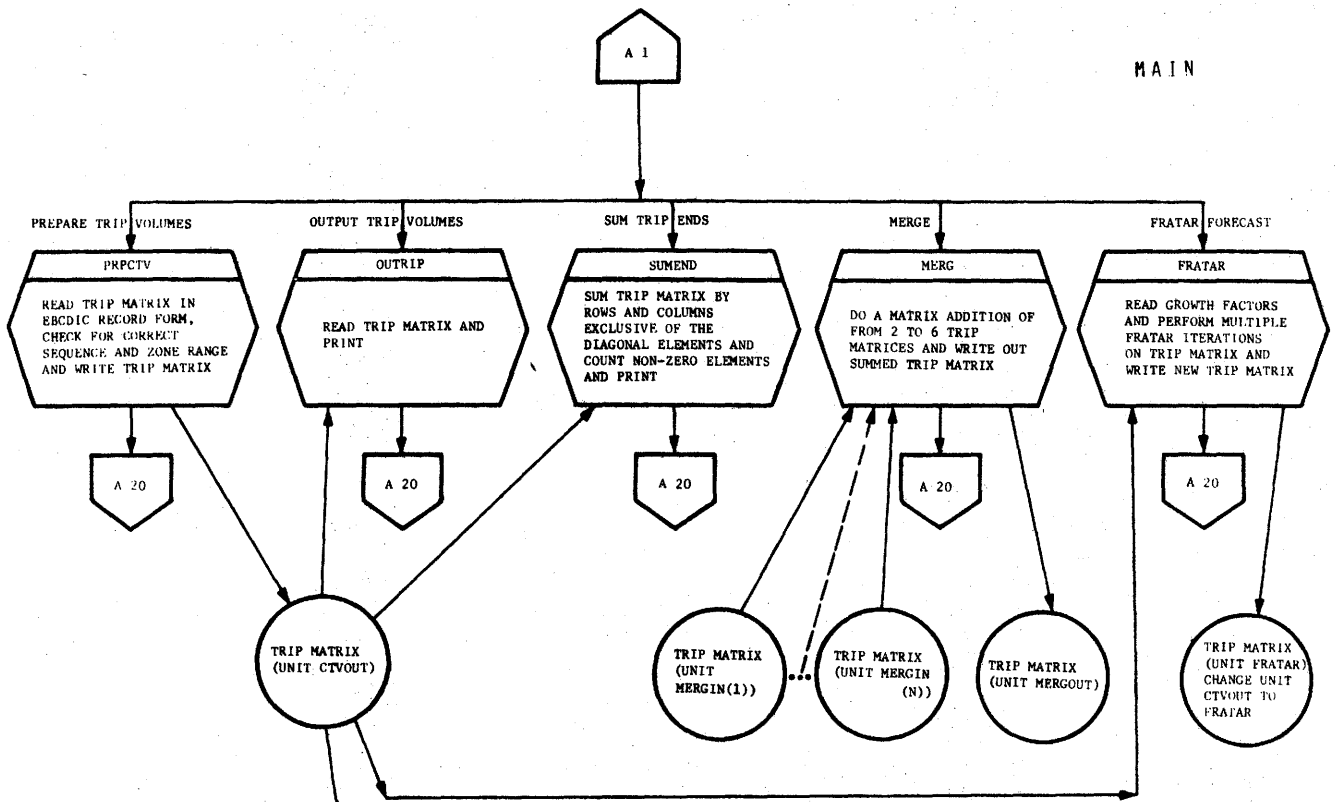 A 1
MAIN
PREPARE TRIP VOLUMES
OUTPUT TRIP VOLUMES
SUM TRIP ENDS
MERGE
FRATAR FORECAST
PRPCTV
READ TRIP MATRIX IN
EBCDIC RECORD FORM,
CHECK FOR CORRECT
SEQUENCE AND ZONE RANGE
AND WRITE TRIP MATRIX
OUTRIP
READ TRIP MATRIX AND
PRINT
SUMEND
SUM TRIP MATRIX BY
ROWS AND COLUMNS
EXCLUSIVE OF THE
DIAGONAL ELEMENTS AND
COUNT NON-ZERO ELEMENTS
AND PRINT
MERG
DO A MATRIX ADDITION OF
FROM 2 TO 6 TRIP
MATRICES AND WRITE OUT
SUMMED TRIP MATRIX
FRATAR
READ GROWTH FACTORS
AND PERFORM MULTIPLE
FRATAR ITERATIONS
ON TRIP MATRIX AND
WRITE NEW TRIP MATRIX
A 20
A 20
A 20
A 20
A 20
TRIP MATRIX
(UNIT CTVOUT)
TRIP MATRIX
(UNIT
MERGIN(1))
TRIP MATRIX
(UNIT MERGIN
(N))
TRIP MATRIX
(UNIT MERGOUT)
TRIP MATRIX
(UNIT FRATAR)
CHANGE UNIT
CTVOUT TO
FRATAR